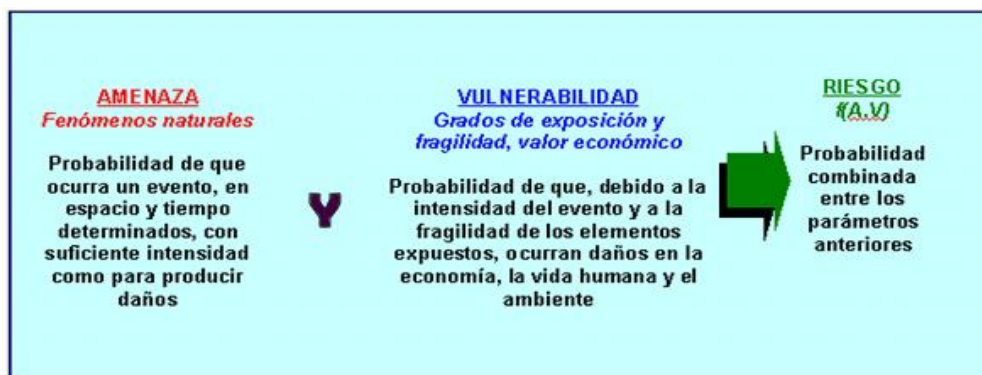 AMENAZA
Fenómenos naturales
Probabilidad de que
ocurra un evento, en
espacio y tiempo
determinados, con
suficiente intensidad
como para producir
daños
Y
VULNERABILIDAD
Grados de exposición y
fragilidad, valor económico
Probabilidad de que, debido a la
intensidad del evento y a la
fragilidad de los elementos
expuestos, ocurran daños en la
economía, la vida humana y el
ambiente
RIESGO
f(A,V)
Probabilidad
combinada
entre los
parámetros
anteriores